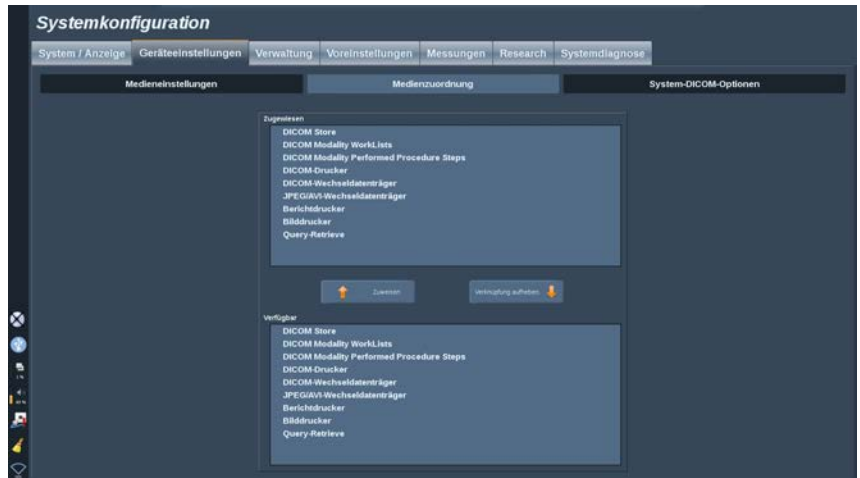 Systemkonfiguration
System / Anzeige Geräteeinstellungen Verwaltung Voreinstellungen Messungen Research Systemdiagnose
Medieneinstellungen Medienzuordnung System-DICOM-Optionen
Zugewiesen
DICOM Store
DICOM Modality WorkLists
DICOM Modality Performed Procedure Steps
DICOM-Drucker
DICOM-Wechseldatenträger
JPEG/AVI-Wechseldatenträger
Berichtdrucker
Bilddrucker
Query-Retrieve
Zuweisen Verknüpfung aufheben
Verfügbar
DICOM Store
DICOM Modality WorkLists
DICOM Modality Performed Procedure Steps
DICOM-Drucker
DICOM-Wechseldatenträger
JPEG/AVI-Wechseldatenträger
Berichtdrucker
Bilddrucker
Query-Retrieve